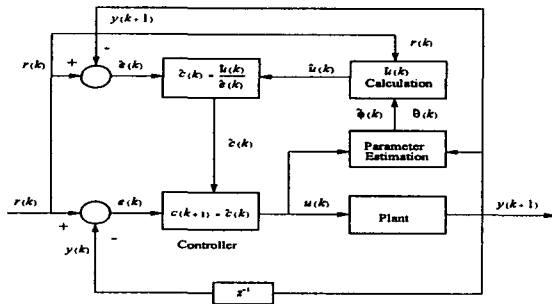 y(k+1)
r(k)
r(k) + - ẽ(k)
c̃(k) = û(k) / ẽ(k)
û(k)
û(k)
Calculation
φ̃(k) θ(k)
c̃(k)
Parameter
Estimation
r(k) + - e(k)
c(k+1) = c̃(k)
u(k)
Plant
y(k+1)
y(k)
Controller
z⁻¹